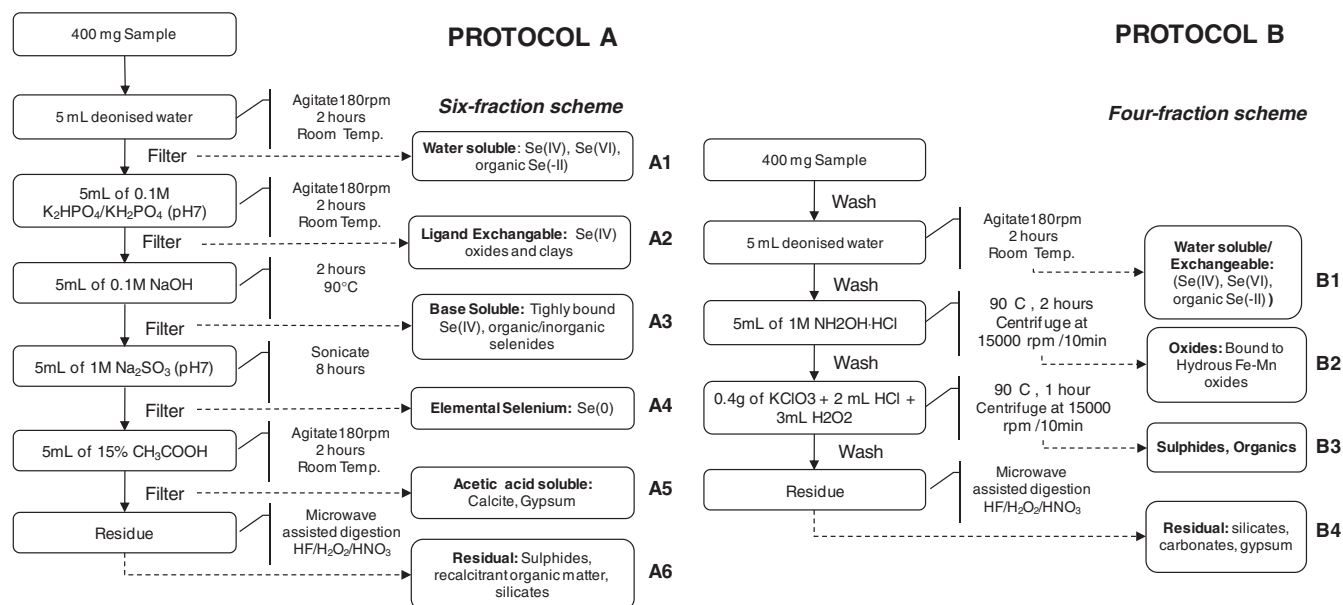 PROTOCOL A
Six-fraction scheme
400 mg Sample
5 mL deonised water
Agitate180rpm
2 hours
Room Temp.
Filter
Water soluble: Se(IV), Se(VI),
organic Se(-II)
A1
5mL of 0.1M
K₂HPO₄/KH₂PO₄ (pH7)
Agitate180rpm
2 hours
Room Temp.
Filter
Ligand Exchangable: Se(IV)
oxides and clays
A2
5mL of 0.1M NaOH
2 hours
90°C
Filter
Base Soluble: Tighly bound
Se(IV), organic/inorganic
selenides
A3
5mL of 1M Na₂SO₃ (pH7)
Sonicate
8 hours
Filter
Elemental Selenium: Se(0)
A4
5mL of 15% CH₃COOH
Agitate180rpm
2 hours
Room Temp.
Filter
Acetic acid soluble:
Calcite, Gypsum
A5
Residue
Microwave
assisted digestion
HF/H₂O₂/HNO₃
Residual: Sulphides,
recalcitrant organic matter,
silicates
A6
PROTOCOL B
Four-fraction scheme
400 mg Sample
Wash
5 mL deonised water
Agitate180rpm
2 hours
Room Temp.
Water soluble/
Exchangeable:
(Se(IV), Se(VI),
organic Se(-II) )
B1
Wash
5mL of 1M NH2OH·HCl
90 C , 2 hours
Centrifuge at
15000 rpm /10min
Oxides: Bound to
Hydrous Fe-Mn
oxides
B2
Wash
0.4g of KClO3 + 2 mL HCl +
3mL H2O2
90 C , 1 hour
Centrifuge at 15000
rpm /10min
Sulphides, Organics
B3
Wash
Residue
Microwave
assisted digestion
HF/H₂O₂/HNO₃
Residual: silicates,
carbonates, gypsum
B4